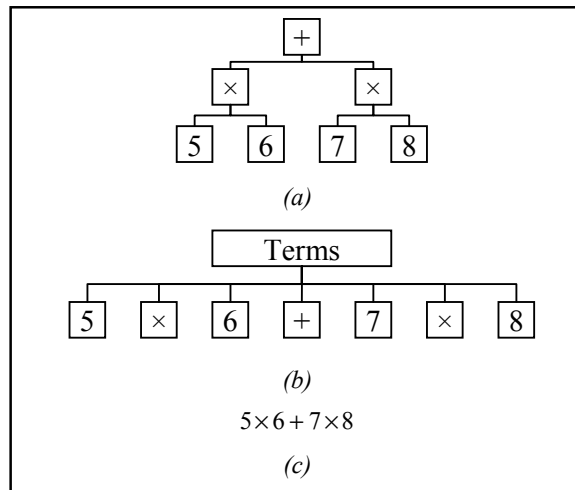 +
× ×
5 6 7 8
(a)
Terms
5 × 6 + 7 × 8
(b)
5×6+7×8
(c)